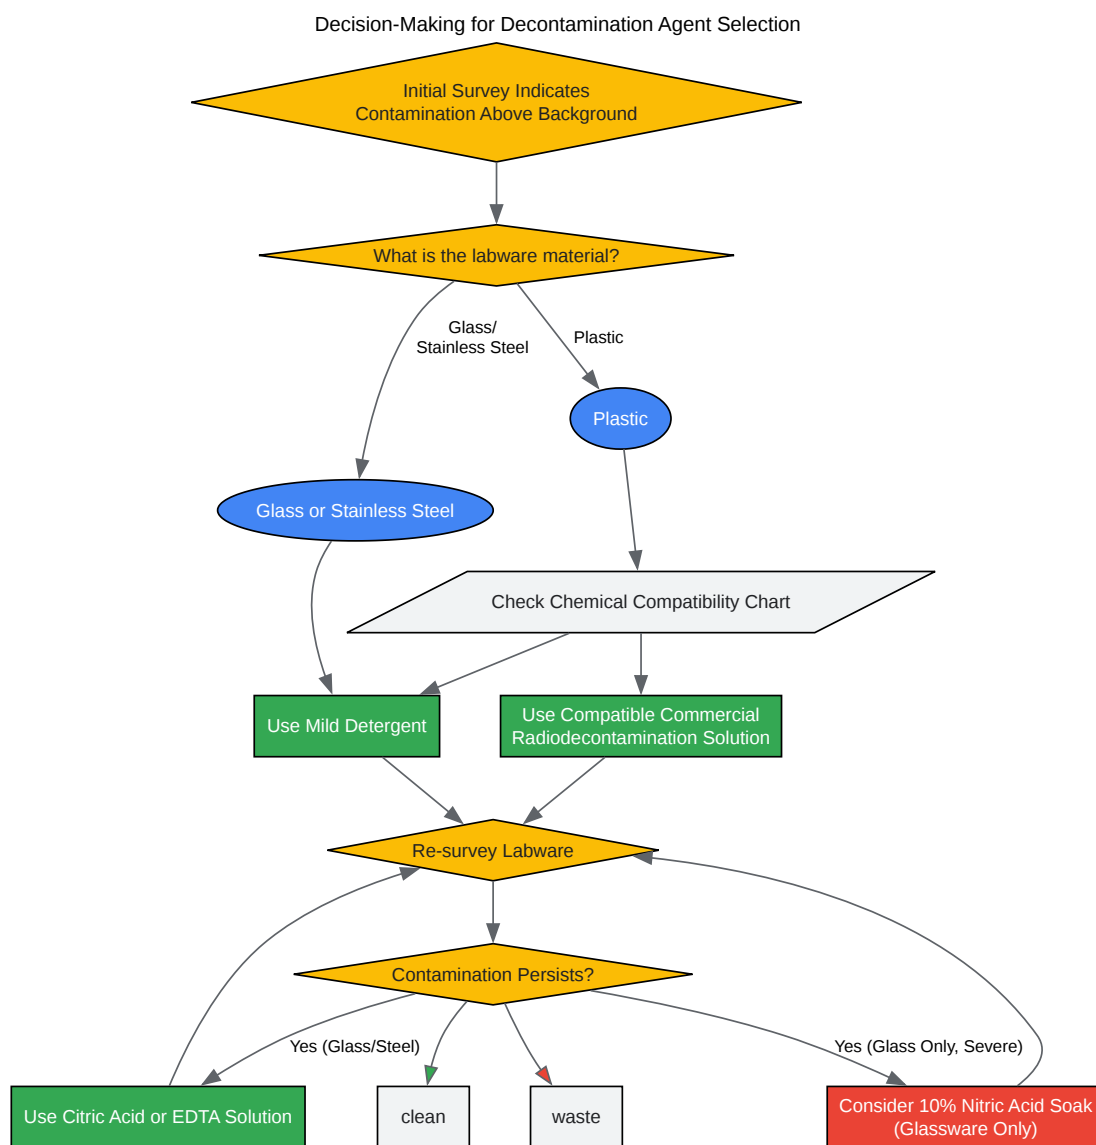 Decision-Making for Decontamination Agent Selection
Initial Survey Indicates
Contamination Above Background
What is the labware material?
Glass/
Stainless Steel
Plastic
Plastic
Glass or Stainless Steel
Check Chemical Compatibility Chart
Use Mild Detergent
Use Compatible Commercial
Radiodecontamination Solution
Re-survey Labware
Contamination Persists?
Yes (Glass/Steel)
Yes (Glass Only, Severe)
Use Citric Acid or EDTA Solution
clean
waste
Consider 10% Nitric Acid Soak
(Glassware Only)